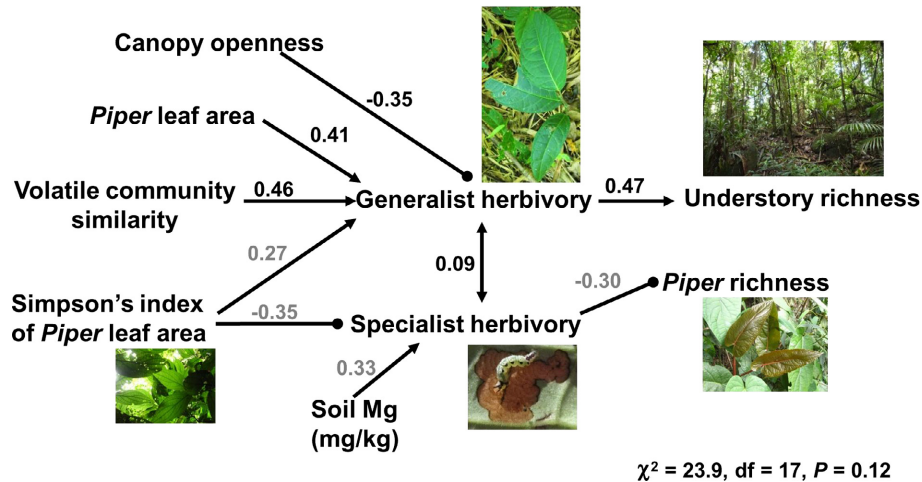 Canopy openness
-0.35
Piper leaf area
0.41
Volatile community
similarity
0.46
Generalist herbivory
0.47
Understory richness
0.27
0.09
-0.30
Piper richness
Simpson's index
of Piper leaf area
-0.35
Specialist herbivory
0.33
Soil Mg
(mg/kg)
χ² = 23.9, df = 17, P = 0.12